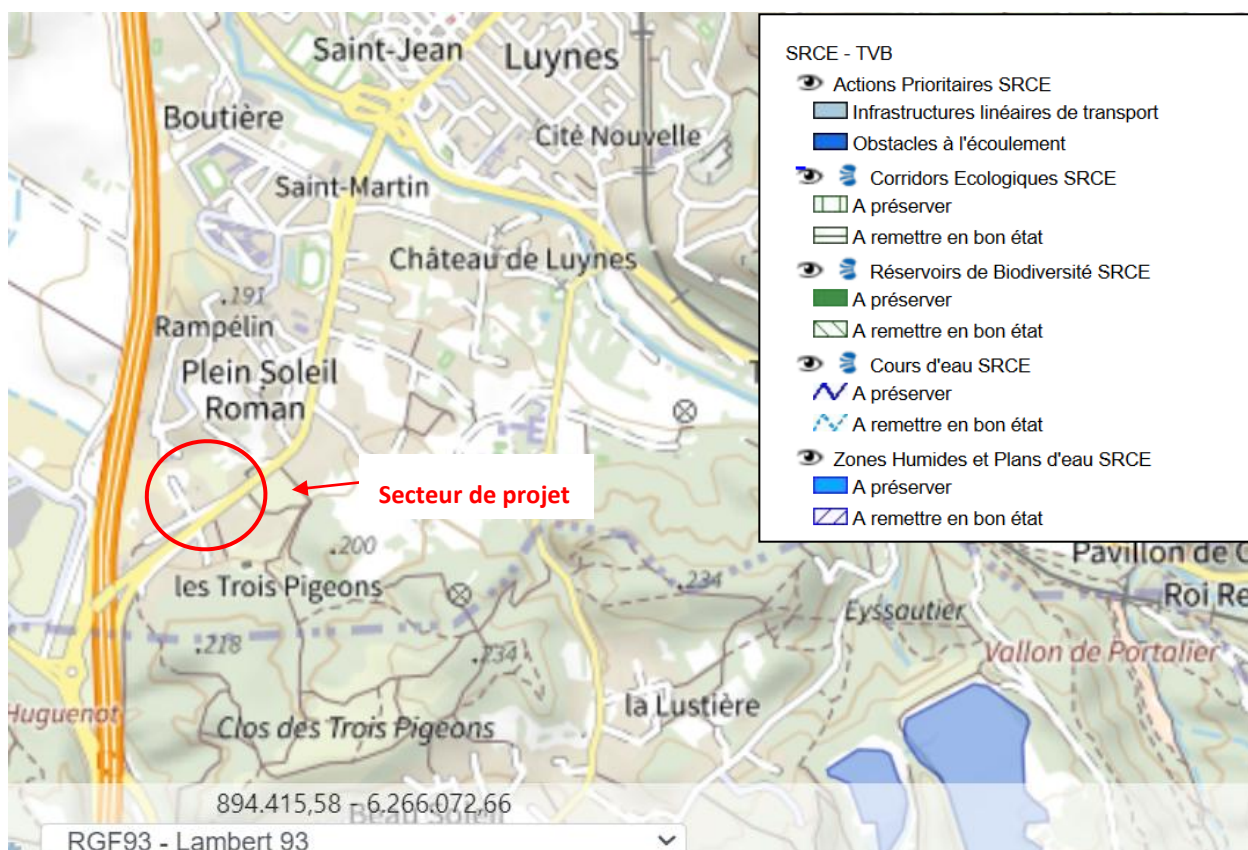 Saint-Jean
Luynes
Boutière
Cité Nouvelle
Saint-Martin
Château de Luynes
.191
Rampélin
Plein Soleil
Roman
Secteur de projet
.200
les Trois Pigeons
.234
.218
.234
Eyssautier
Pavillon de
Roi Re
Vallon de Portalier
Huguenot
la Lustière
Clos des Trois Pigeons
894.415,58 - 6.266.072,66
Beau Soleil
RGF93 - Lambert 93
SRCE - TVB
Actions Prioritaires SRCE
Infrastructures linéaires de transport
Obstacles à l'écoulement
Corridors Ecologiques SRCE
A préserver
A remettre en bon état
Réservoirs de Biodiversité SRCE
A préserver
A remettre en bon état
Cours d'eau SRCE
A préserver
A remettre en bon état
Zones Humides et Plans d'eau SRCE
A préserver
A remettre en bon état